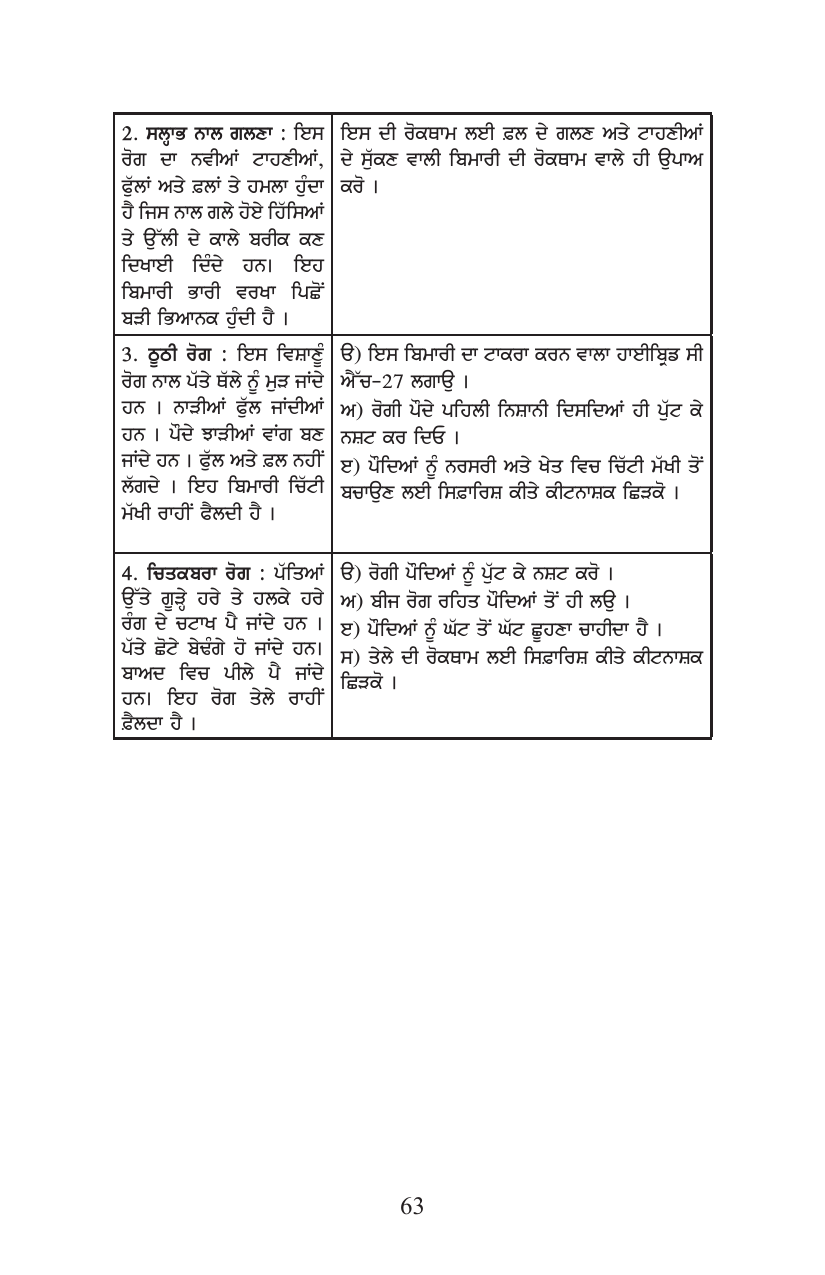 2. ਸਲ੍ਹਾਭ ਨਾਲ ਗਲਣਾ : ਇਸ
ਰੋਗ ਦਾ ਨਵੀਆਂ ਟਾਹਣੀਆਂ,
ਫੁੱਲਾਂ ਅਤੇ ਫ਼ਲਾਂ ਤੇ ਹਮਲਾ ਹੁੰਦਾ
ਹੈ ਜਿਸ ਨਾਲ ਗਲੇ ਹੋਏ ਹਿੱਸਿਆਂ
ਤੇ ਉੱਲੀ ਦੇ ਕਾਲੇ ਬਰੀਕ ਕਣ
ਦਿਖਾਈ ਦਿੰਦੇ ਹਨ। ਇਹ
ਬਿਮਾਰੀ ਭਾਰੀ ਵਰਖਾ ਪਿਛੋਂ
ਬੜੀ ਭਿਆਨਕ ਹੁੰਦੀ ਹੈ ।
ਇਸ ਦੀ ਰੋਕਥਾਮ ਲਈ ਫ਼ਲ ਦੇ ਗਲਣ ਅਤੇ ਟਾਹਣੀਆਂ
ਦੇ ਸੁੱਕਣ ਵਾਲੀ ਬਿਮਾਰੀ ਦੀ ਰੋਕਥਾਮ ਵਾਲੇ ਹੀ ਉਪਾਅ
ਕਰੋ ।
3. ਠੂਠੀ ਰੋਗ : ਇਸ ਵਿਸ਼ਾਣੂੰ
ਰੋਗ ਨਾਲ ਪੱਤੇ ਥੱਲੇ ਨੂੰ ਮੁੜ ਜਾਂਦੇ
ਹਨ । ਨਾੜੀਆਂ ਫੁੱਲ ਜਾਂਦੀਆਂ
ਹਨ । ਪੌਦੇ ਝਾੜੀਆਂ ਵਾਂਗ ਬਣ
ਜਾਂਦੇ ਹਨ । ਫੁੱਲ ਅਤੇ ਫ਼ਲ ਨਹੀਂ
ਲੱਗਦੇ । ਇਹ ਬਿਮਾਰੀ ਚਿੱਟੀ
ਮੱਖੀ ਰਾਹੀਂ ਫੈਲਦੀ ਹੈ ।
ੳ) ਇਸ ਬਿਮਾਰੀ ਦਾ ਟਾਕਰਾ ਕਰਨ ਵਾਲਾ ਹਾਈਬ੍ਰਿਡ ਸੀ
ਐੱਚ-27 ਲਗਾਉ ।
ਅ) ਰੋਗੀ ਪੌਦੇ ਪਹਿਲੀ ਨਿਸ਼ਾਨੀ ਦਿਸਦਿਆਂ ਹੀ ਪੁੱਟ ਕੇ
ਨਸ਼ਟ ਕਰ ਦਿਓ ।
ੲ) ਪੌਦਿਆਂ ਨੂੰ ਨਰਸਰੀ ਅਤੇ ਖੇਤ ਵਿਚ ਚਿੱਟੀ ਮੱਖੀ ਤੋਂ
ਬਚਾਉਣ ਲਈ ਸਿਫ਼ਾਰਿਸ਼ ਕੀਤੇ ਕੀਟਨਾਸ਼ਕ ਛਿੜਕੋ ।
4. ਚਿਤਕਬਰਾ ਰੋਗ : ਪੱਤਿਆਂ
ਉੱਤੇ ਗੂੜ੍ਹੇ ਹਰੇ ਤੇ ਹਲਕੇ ਹਰੇ
ਰੰਗ ਦੇ ਚਟਾਖ ਪੈ ਜਾਂਦੇ ਹਨ ।
ਪੱਤੇ ਛੋਟੇ ਬੇਢੰਗੇ ਹੋ ਜਾਂਦੇ ਹਨ।
ਬਾਅਦ ਵਿਚ ਪੀਲੇ ਪੈ ਜਾਂਦੇ
ਹਨ। ਇਹ ਰੋਗ ਤੇਲੇ ਰਾਹੀਂ
ਫ਼ੈਲਦਾ ਹੈ ।
ੳ) ਰੋਗੀ ਪੌਦਿਆਂ ਨੂੰ ਪੁੱਟ ਕੇ ਨਸ਼ਟ ਕਰੋ ।
ਅ) ਬੀਜ ਰੋਗ ਰਹਿਤ ਪੌਦਿਆਂ ਤੋਂ ਹੀ ਲਉ ।
ੲ) ਪੌਦਿਆਂ ਨੂੰ ਘੱਟ ਤੋਂ ਘੱਟ ਛੂਹਣਾ ਚਾਹੀਦਾ ਹੈ ।
ਸ) ਤੇਲੇ ਦੀ ਰੋਕਥਾਮ ਲਈ ਸਿਫ਼ਾਰਿਸ਼ ਕੀਤੇ ਕੀਟਨਾਸ਼ਕ
ਛਿੜਕੋ ।
63